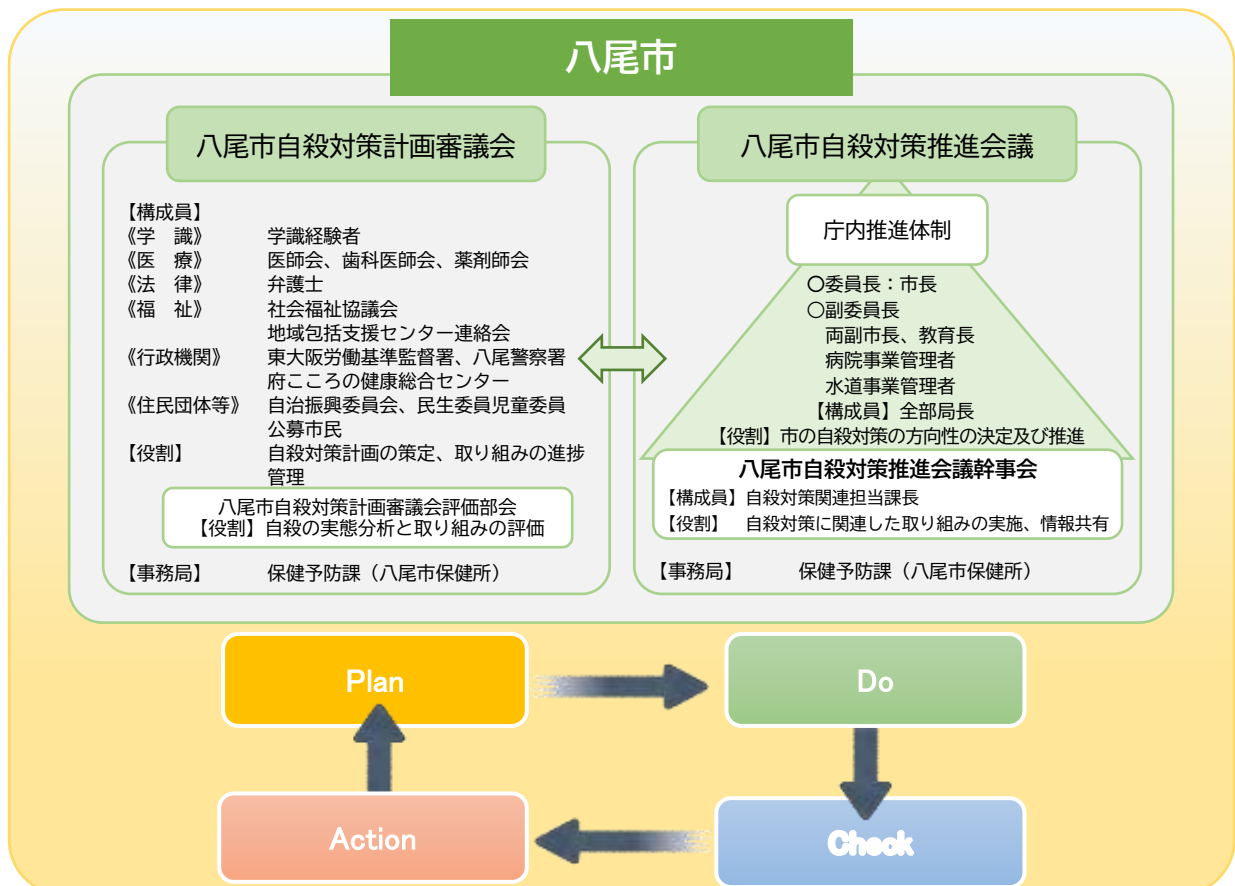 八尾市
八尾市自殺対策計画審議会
【構成員】
《学　識》　学識経験者
《医　療》　医師会、歯科医師会、薬剤師会
《法　律》　弁護士
《福　祉》　社会福祉協議会
地域包括支援センター連絡会
《行政機関》　東大阪労働基準監督署、八尾警察署
府こころの健康総合センター
《住民団体等》　自治振興委員会、民生委員児童委員
公募市民
【役割】　自殺対策計画の策定、取り組みの進捗
管理
八尾市自殺対策計画審議会評価部会
【役割】自殺の実態分析と取り組みの評価
【事務局】　保健予防課（八尾市保健所）
八尾市自殺対策推進会議
庁内推進体制
〇委員長：市長
○副委員長
両副市長、教育長
病院事業管理者
水道事業管理者
【構成員】全部局長
【役割】市の自殺対策の方向性の決定及び推進
八尾市自殺対策推進会議幹事会
【構成員】自殺対策関連担当課長
【役割】　自殺対策に関連した取り組みの実施、情報共有
【事務局】　保健予防課（八尾市保健所）
Plan
Do
Action
Check